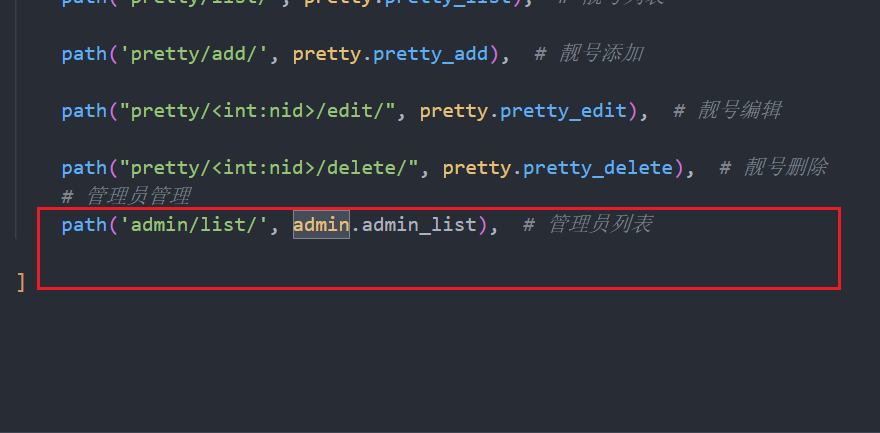 path('pretty/list/', pretty.pretty_list),  # 靓号列表
path('pretty/add/', pretty.pretty_add),  # 靓号添加
path("pretty/<int:nid>/edit/", pretty.pretty_edit),  # 靓号编辑
path("pretty/<int:nid>/delete/", pretty.pretty_delete),  # 靓号删除
# 管理员管理
path('admin/list/', admin.admin_list),  # 管理员列表
]